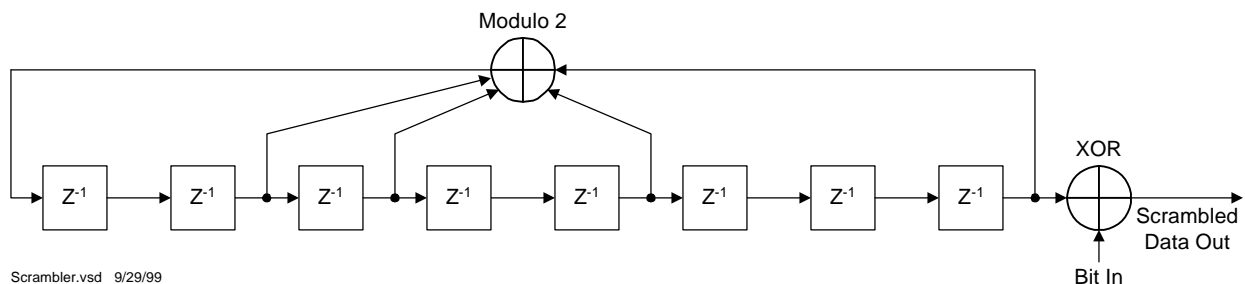 Modulo 2
XOR
Z-1
Z-1
Z-1
Z-1
Z-1
Z-1
Z-1
Z-1
Scrambled
Data Out
Bit In
Scrambler.vsd 9/29/99